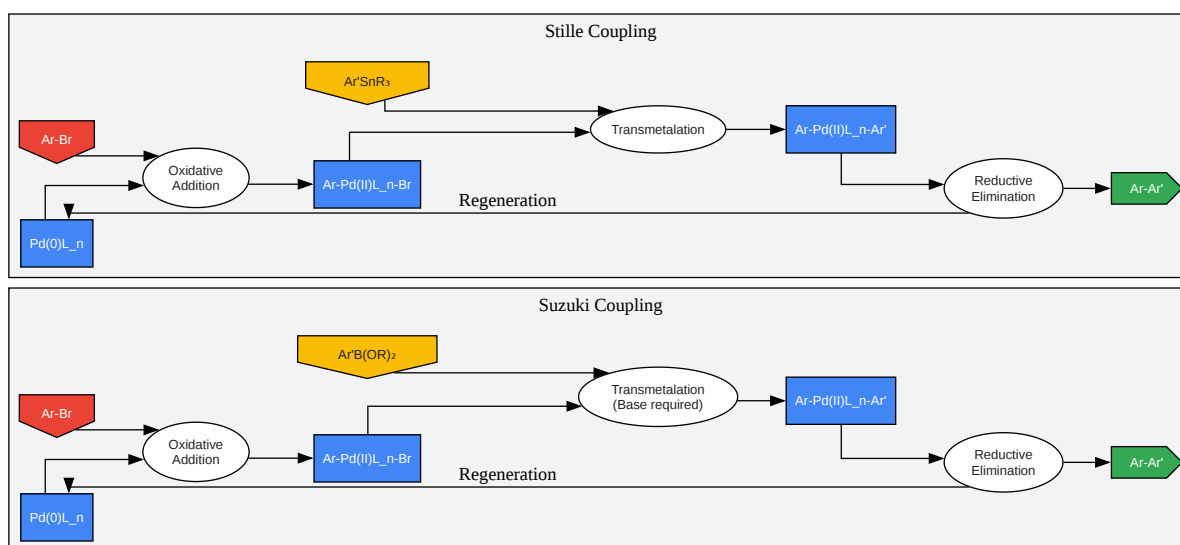 Stille Coupling
Ar'SnR₃
Ar-Br
Oxidative
Addition
Transmetalation
Ar-Pd(II)L_n-Ar'
Ar-Pd(II)L_n-Br
Regeneration
Reductive
Elimination
Ar-Ar'
Pd(0)L_n
Suzuki Coupling
Ar'B(OR)₂
Ar-Br
Oxidative
Addition
Transmetalation
(Base required)
Ar-Pd(II)L_n-Ar'
Ar-Pd(II)L_n-Br
Regeneration
Reductive
Elimination
Ar-Ar'
Pd(0)L_n